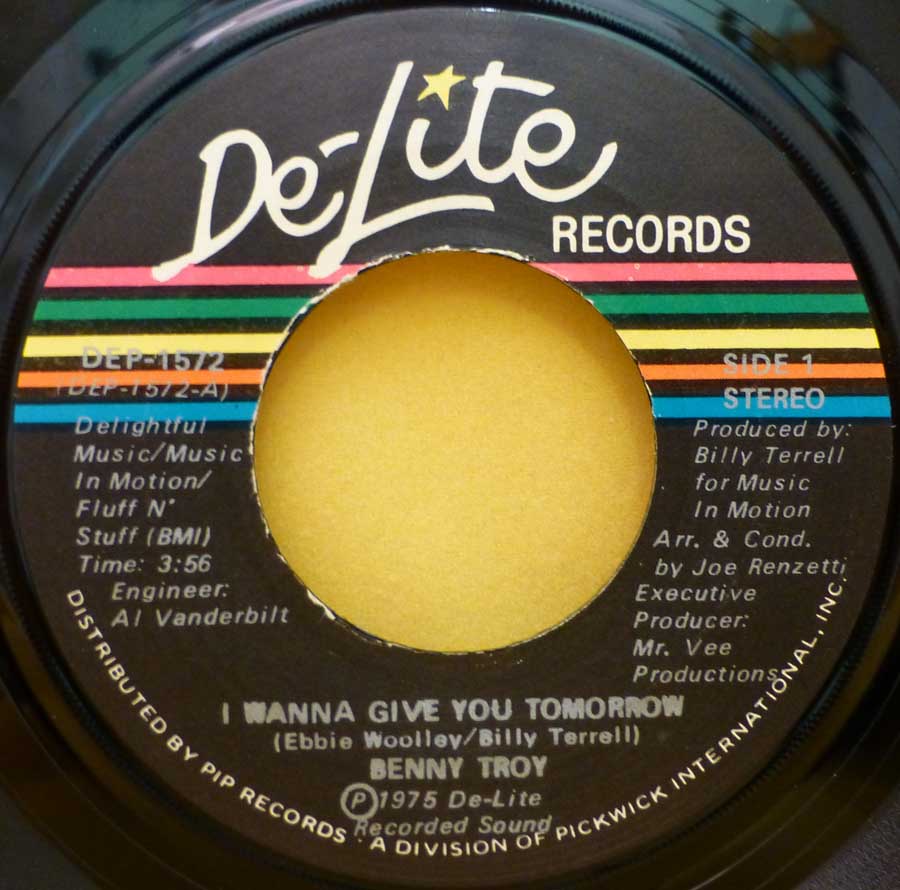 De-Lite
RECORDS
DEP-1572
(DEP-1572-A)
Delightful
Music/Music
In Motion/
Fluff N'
Stuff (BMI)
Time: 3:56
Engineer:
Al Vanderbilt
SIDE 1
STEREO
Produced by:
Billy Terrell
for Music
In Motion
Arr. & Cond.
by Joe Renzetti
Executive
Producer:
Mr. Vee
Productions
I WANNA GIVE YOU TOMORROW
(Ebbie Woolley/Billy Terrell)
BENNY TROY
Ⓟ1975 De-Lite
Recorded Sound
DISTRIBUTED BY PIP RECORDS · A DIVISION OF PICKWICK INTERNATIONAL, INC.